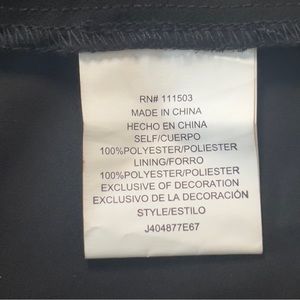 RN# 111503
MADE IN CHINA
HECHO EN CHINA
SELF/CUERPO
100%POLYESTER/POLIESTER
LINING/FORRO
100%POLYESTER/POLIESTER
EXCLUSIVE OF DECORATION
EXCLUSIVO DE LA DECORACIÓN
STYLE/ESTILO
J404877E67